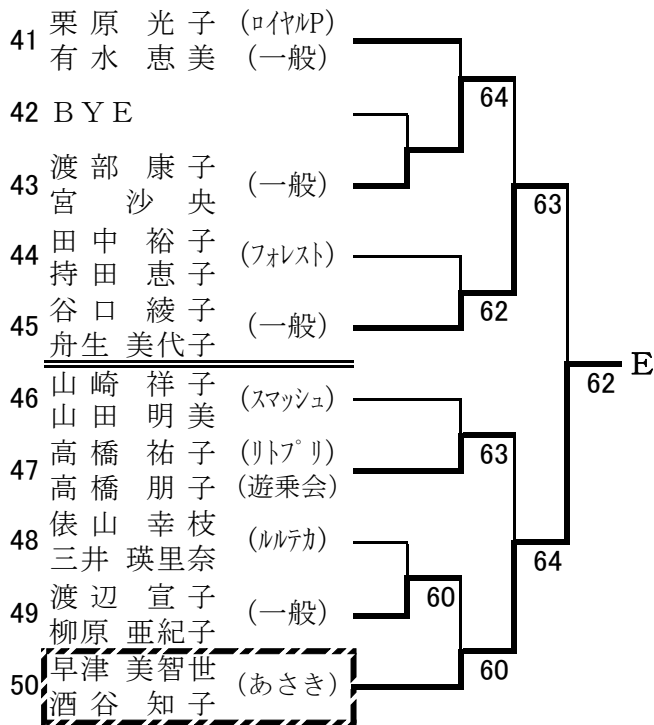 41 栗原 光子 (ロイヤルP)
有水 恵美 (一般)
64
42 BYE
43 渡部 康子
宮 沙央 (一般)
63
44 田中 裕子
持田 恵子 (フォレスト)
62
45 谷口 綾子
舟生 美代子 (一般)
62 E
46 山崎 祥子
山田 明美 (スマッシュ)
63
47 高橋 祐子 (リトプリ)
高橋 朋子 (遊乗会)
64
48 俵山 幸枝
三井 瑛里奈 (ルルテカ)
60
49 渡辺 宣子
柳原 亜紀子 (一般)
60
50 早津 美智世
酒谷 知子 (あさき)